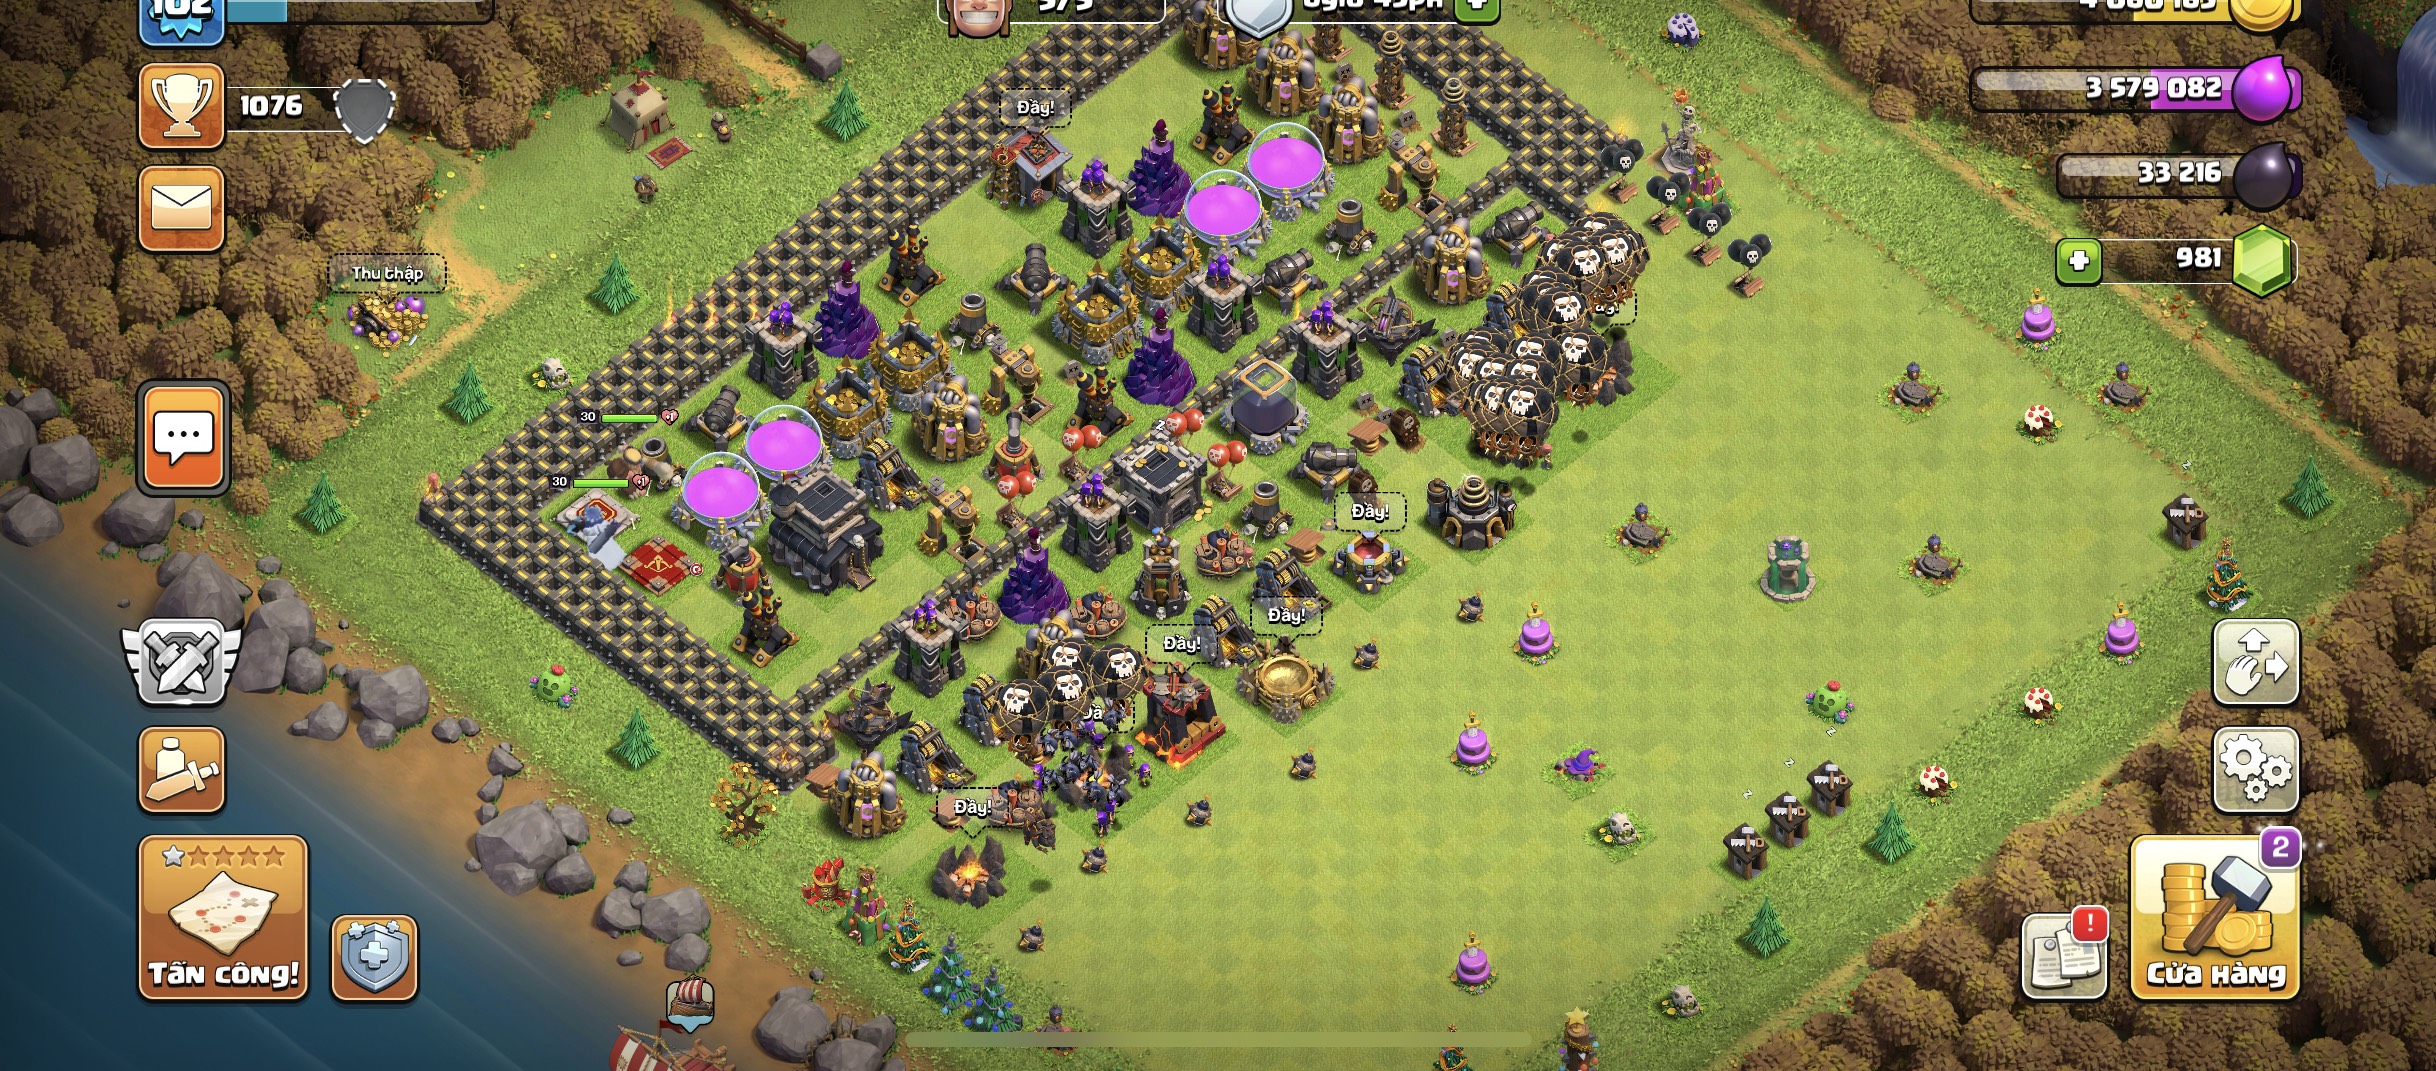 102
1076
3 579 082
33 216
981
Đầy!
Thu thập
30
30
Đầy!
Đầy!
Đầy!
Đầy!
Tấn công!
2
!
Cửa hàng